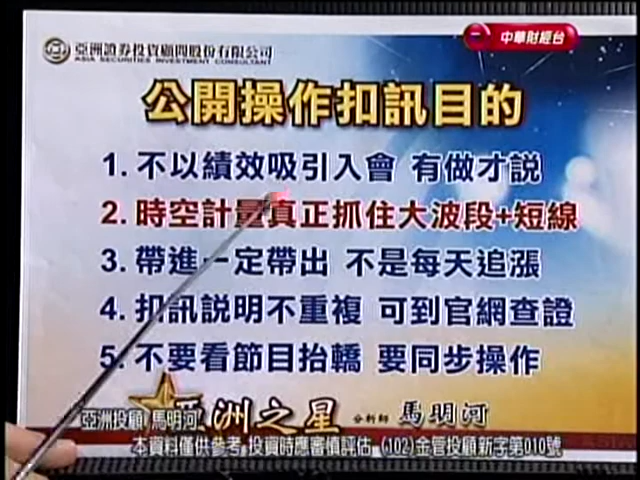 亞洲證券投資顧問股份有限公司
ASIA SECURITIES INVESTMENT CONSULTANT
中華財經台
公開操作扣訊目的
1. 不以績效吸引入會 有做才說
2. 時空計量真正抓住大波段+短線
3. 帶進一定帶出 不是每天追漲
4. 扣訊說明不重複 可到官網查證
5. 不要看節目抬轎 要同步操作
亞洲之星 分析師 馬明河
亞洲投顧 馬明河
本資料僅供參考 投資時應審慎評估 (102)金管投顧新字第010號